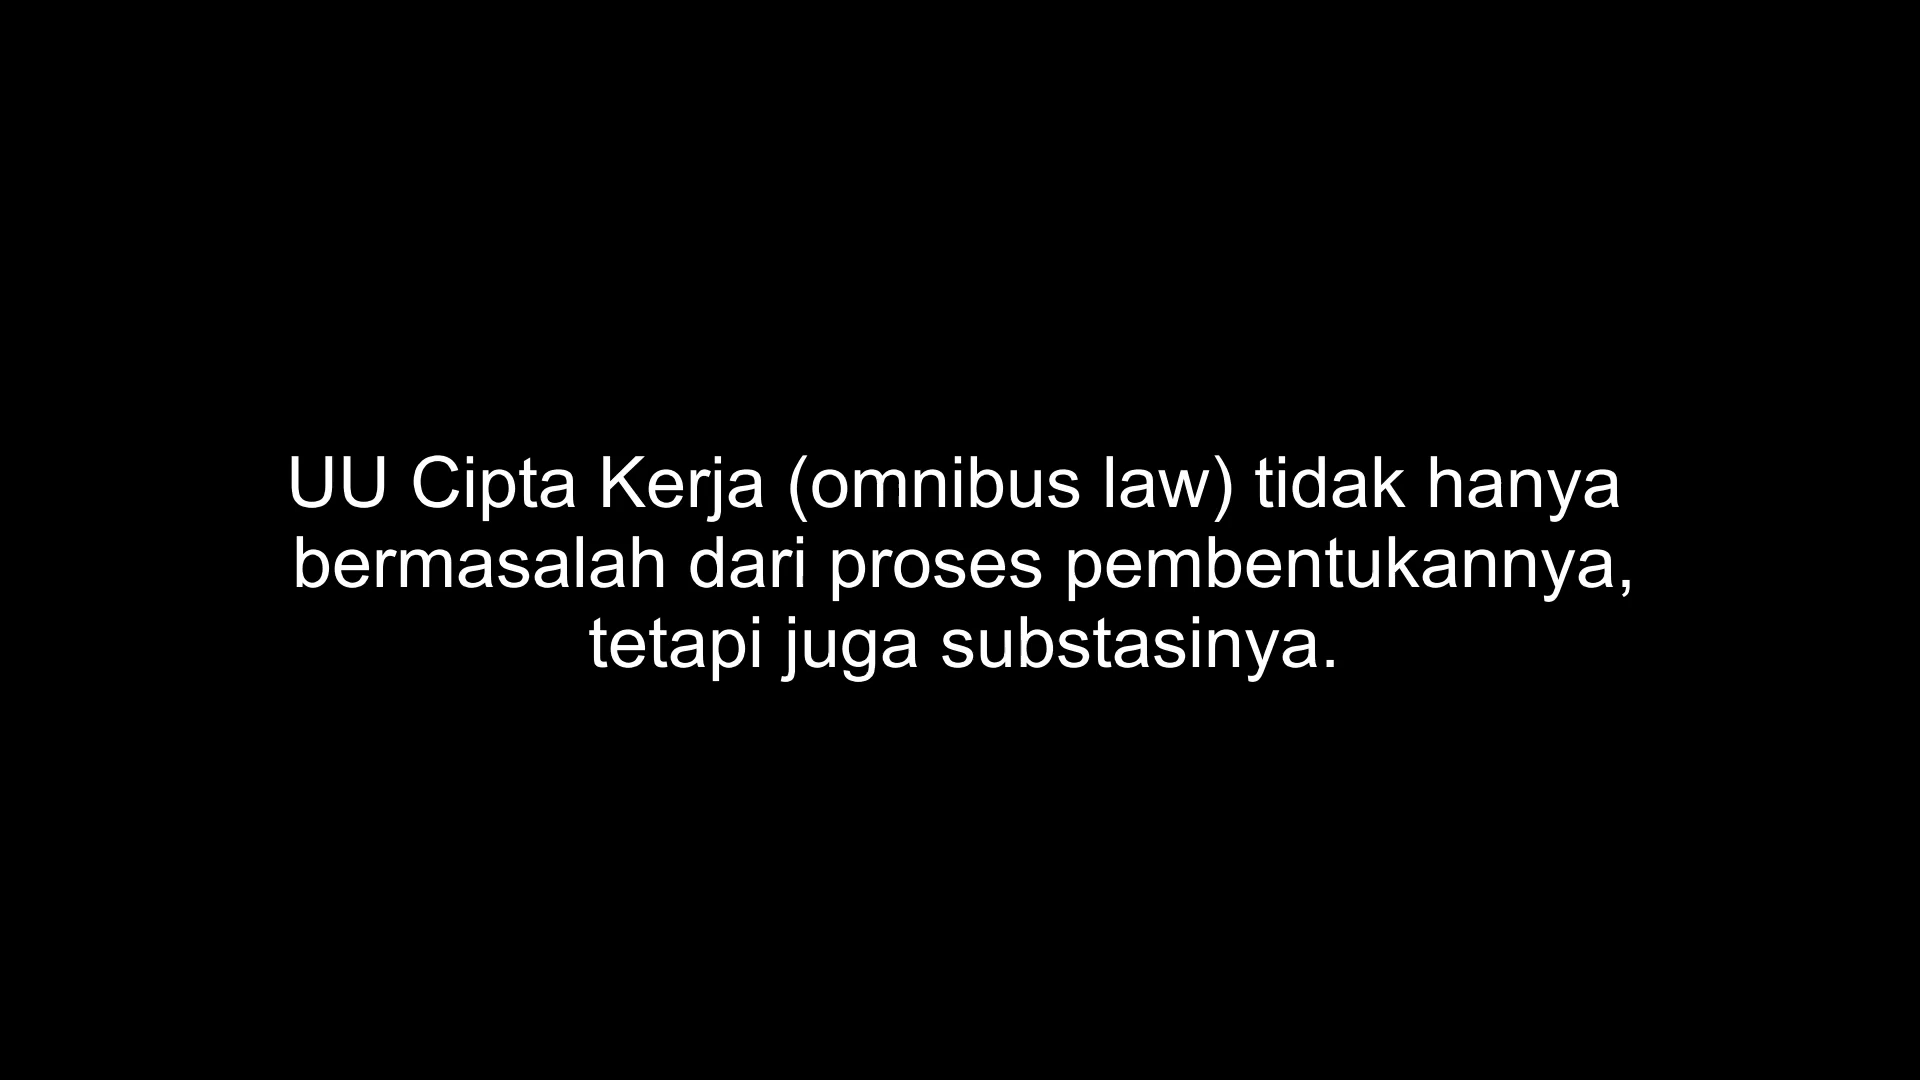 UU Cipta Kerja (omnibus law) tidak hanya
bermasalah dari proses pembentukannya,
tetapi juga substasinya.